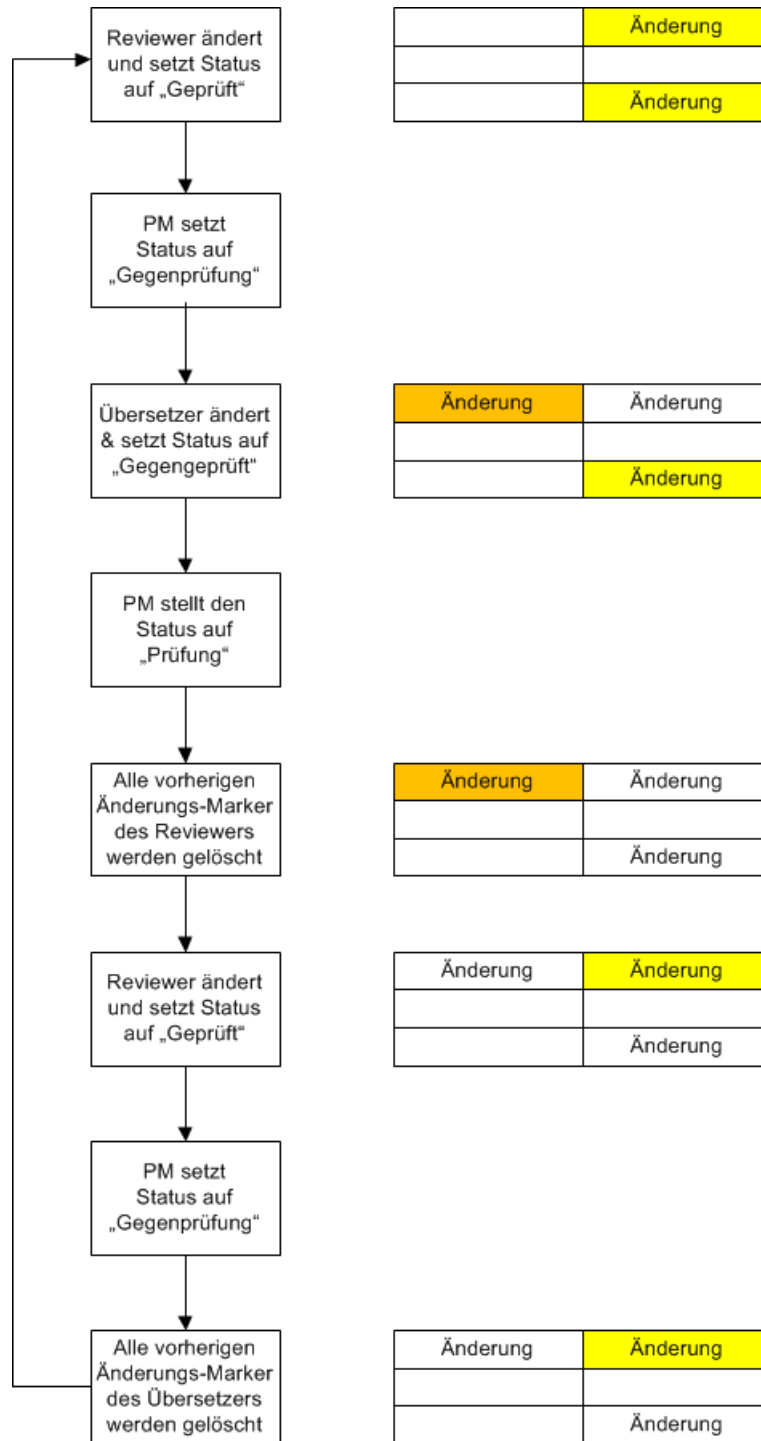 Reviewer ändert
und setzt Status
auf „Geprüft“
Änderung
Änderung
PM setzt
Status auf
„Gegenprüfung“
Übersetzer ändert
& setzt Status auf
„Gegengeprüft“
Änderung Änderung
Änderung
PM stellt den
Status auf
„Prüfung“
Alle vorherigen
Änderungs-Marker
des Reviewers
werden gelöscht
Änderung Änderung
Änderung
Reviewer ändert
und setzt Status
auf „Geprüft“
Änderung Änderung
Änderung
PM setzt
Status auf
„Gegenprüfung“
Alle vorherigen
Änderungs-Marker
des Übersetzers
werden gelöscht
Änderung Änderung
Änderung